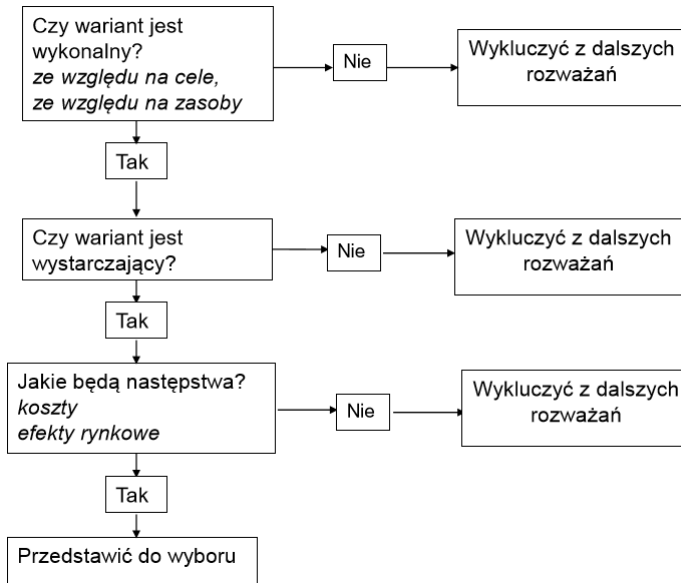 Czy wariant jest
wykonalny?
ze względu na cele,
ze względu na zasoby
Nie
Wykluczyć z dalszych
rozważań
Tak
Czy wariant jest
wystarczający?
Nie
Wykluczyć z dalszych
rozważań
Tak
Jakie będą następstwa?
koszty
efekty rynkowe
Nie
Wykluczyć z dalszych
rozważań
Tak
Przedstawić do wyboru